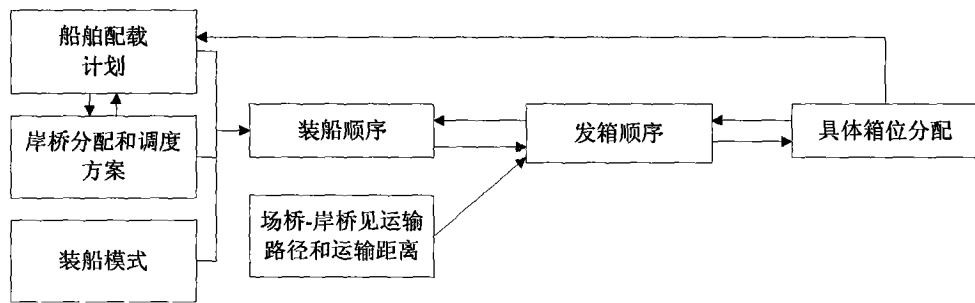 船舶配载
计划
岸桥分配和调度
方案
装船模式
装船顺序
场桥-岸桥见运输
路径和运输距离
发箱顺序
具体箱位分配